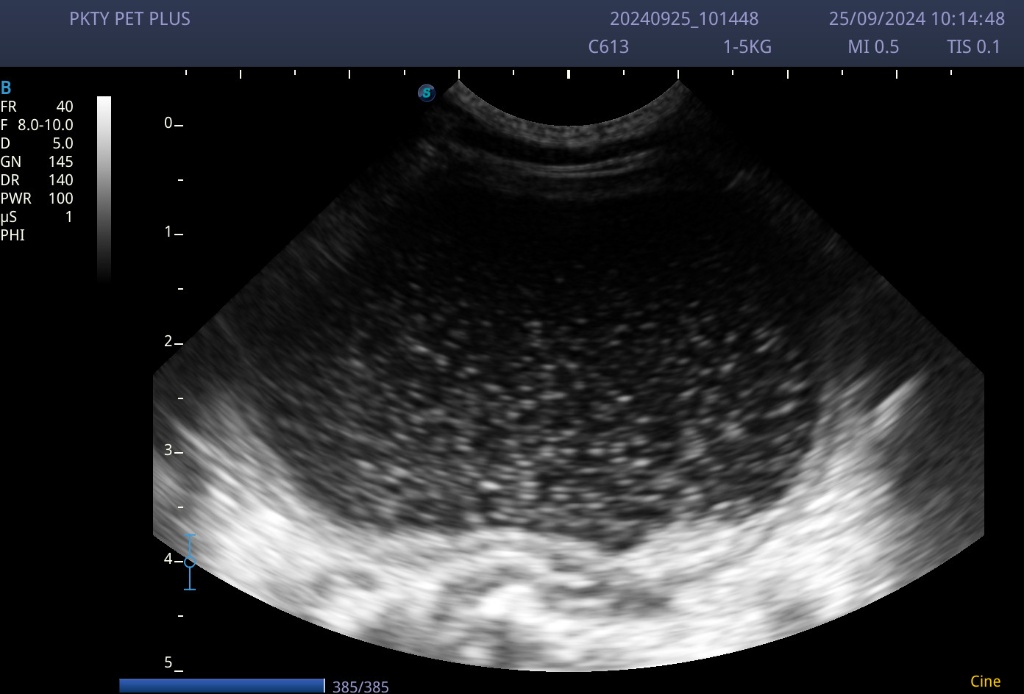 PKTY PET PLUS
20240925_101448
25/09/2024 10:14:48
C613
1-5KG
MI 0.5
TIS 0.1
B
FR 40
F 8.0-10.0
D 5.0
GN 145
DR 140
PWR 100
µS 1
PHI
S
0
1
2
3
4
5
385/385
Cine